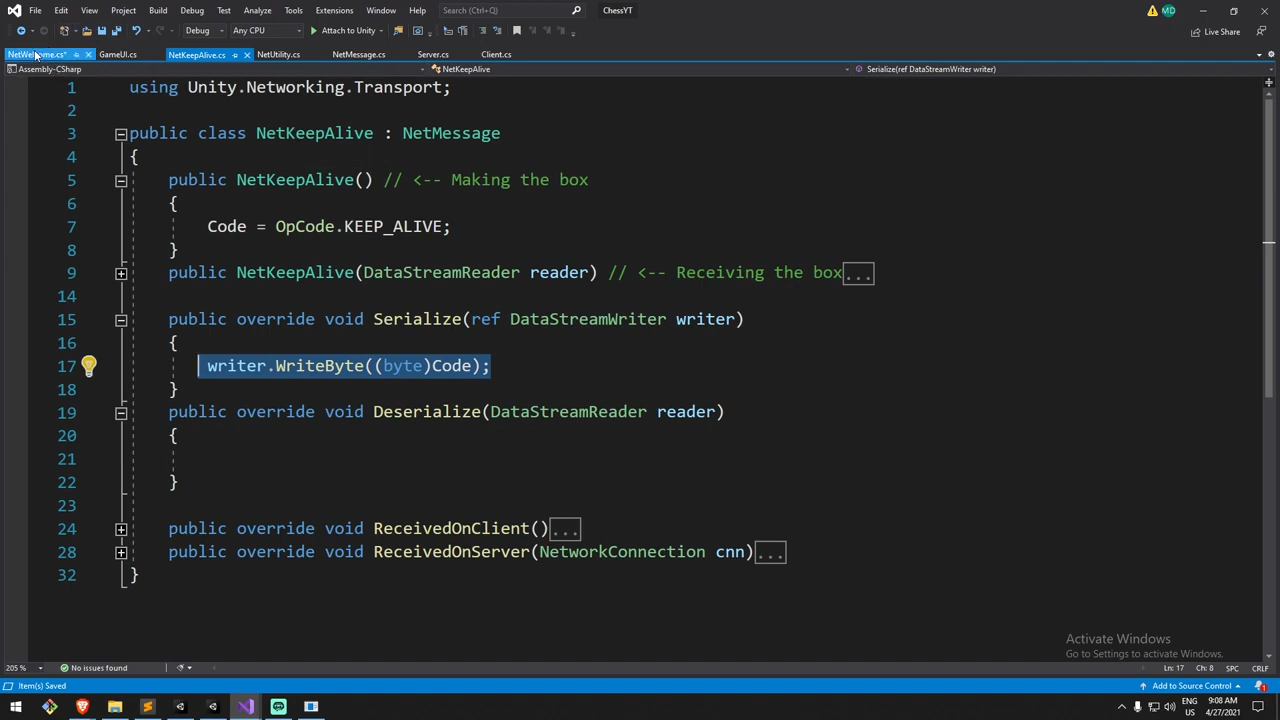 File Edit View Project Build Debug Test Analyze Tools Extensions Window Help Search (Ctrl+Q) ChessYT MD
Debug Any CPU Attach to Unity Live Share
NetWelcome.cs* GameUI.cs NetKeepAlive.cs NetUtility.cs NetMessage.cs Server.cs Client.cs
Assembly-CSharp NetKeepAlive Serialize(ref DataStreamWriter writer)
1 using Unity.Networking.Transport;
2
3 public class NetKeepAlive : NetMessage
4 {
5 public NetKeepAlive() // <-- Making the box
6 {
7 Code = OpCode.KEEP_ALIVE;
8 }
9 public NetKeepAlive(DataStreamReader reader) // <-- Receiving the box...
14
15 public override void Serialize(ref DataStreamWriter writer)
16 {
17 writer.WriteByte((byte)Code);
18 }
19 public override void Deserialize(DataStreamReader reader)
20 {
21
22 }
23
24 public override void ReceivedOnClient()...
28 public override void ReceivedOnServer(NetworkConnection cnn)...
32 }
Activate Windows
Go to Settings to activate Windows.
205 % No issues found Ln: 17 Ch: 8 SPC CRLF
Item(s) Saved Add to Source Control 1
ENG US 9:08 AM 4/27/2021